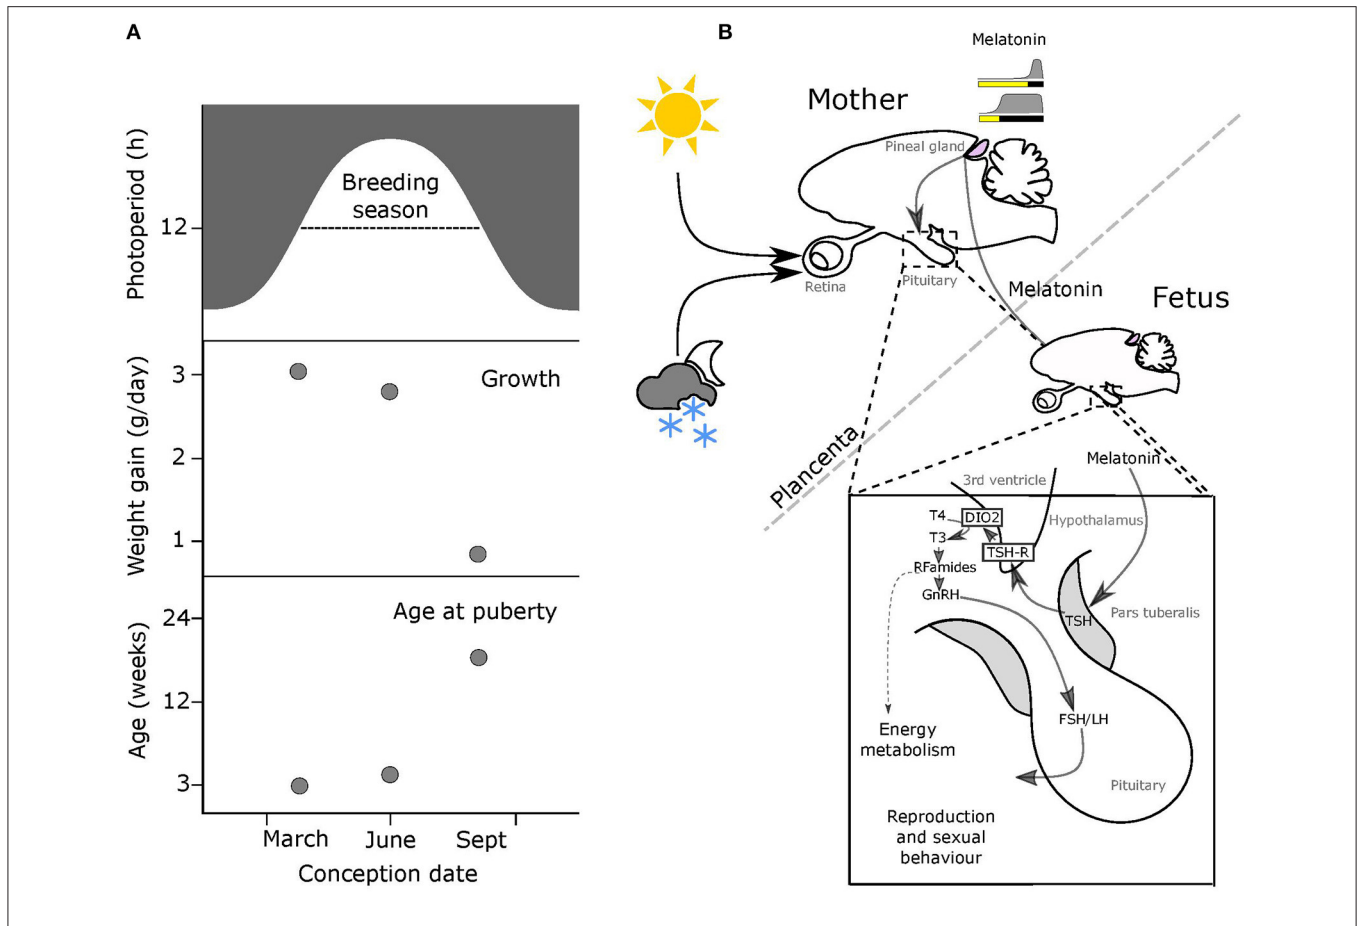 A
Photoperiod (h)
12
Breeding
season
Weight gain (g/day)
3
2
1
Growth
Age (weeks)
24
12
3
Age at puberty
March
June
Sept
Conception date
B
Melatonin
Mother
Pineal gland
Retina
Pituitary
Melatonin
Fetus
Plancenta
Melatonin
3rd ventricle
T4
DIO2
Hypothalamus
T3
TSH-R
RFamides
GnRH
TSH
Pars tuberalis
FSH/LH
Energy
metabolism
Pituitary
Reproduction
and sexual
behaviour